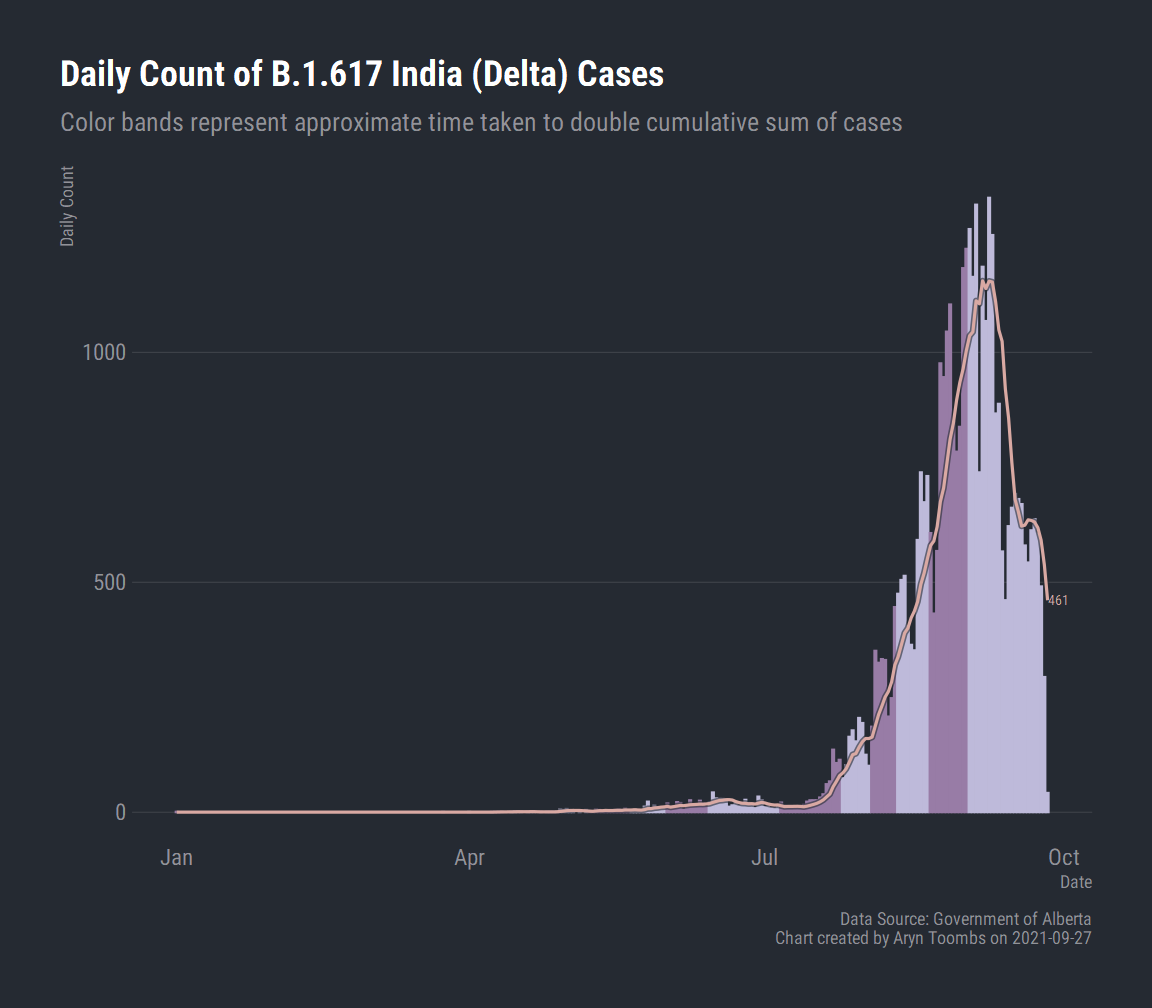 Daily Count of B.1.617 India (Delta) Cases
Color bands represent approximate time taken to double cumulative sum of cases
Daily Count
1000
500
0
461
Jan Apr Jul Oct
Date
Data Source: Government of Alberta
Chart created by Aryn Toombs on 2021-09-27